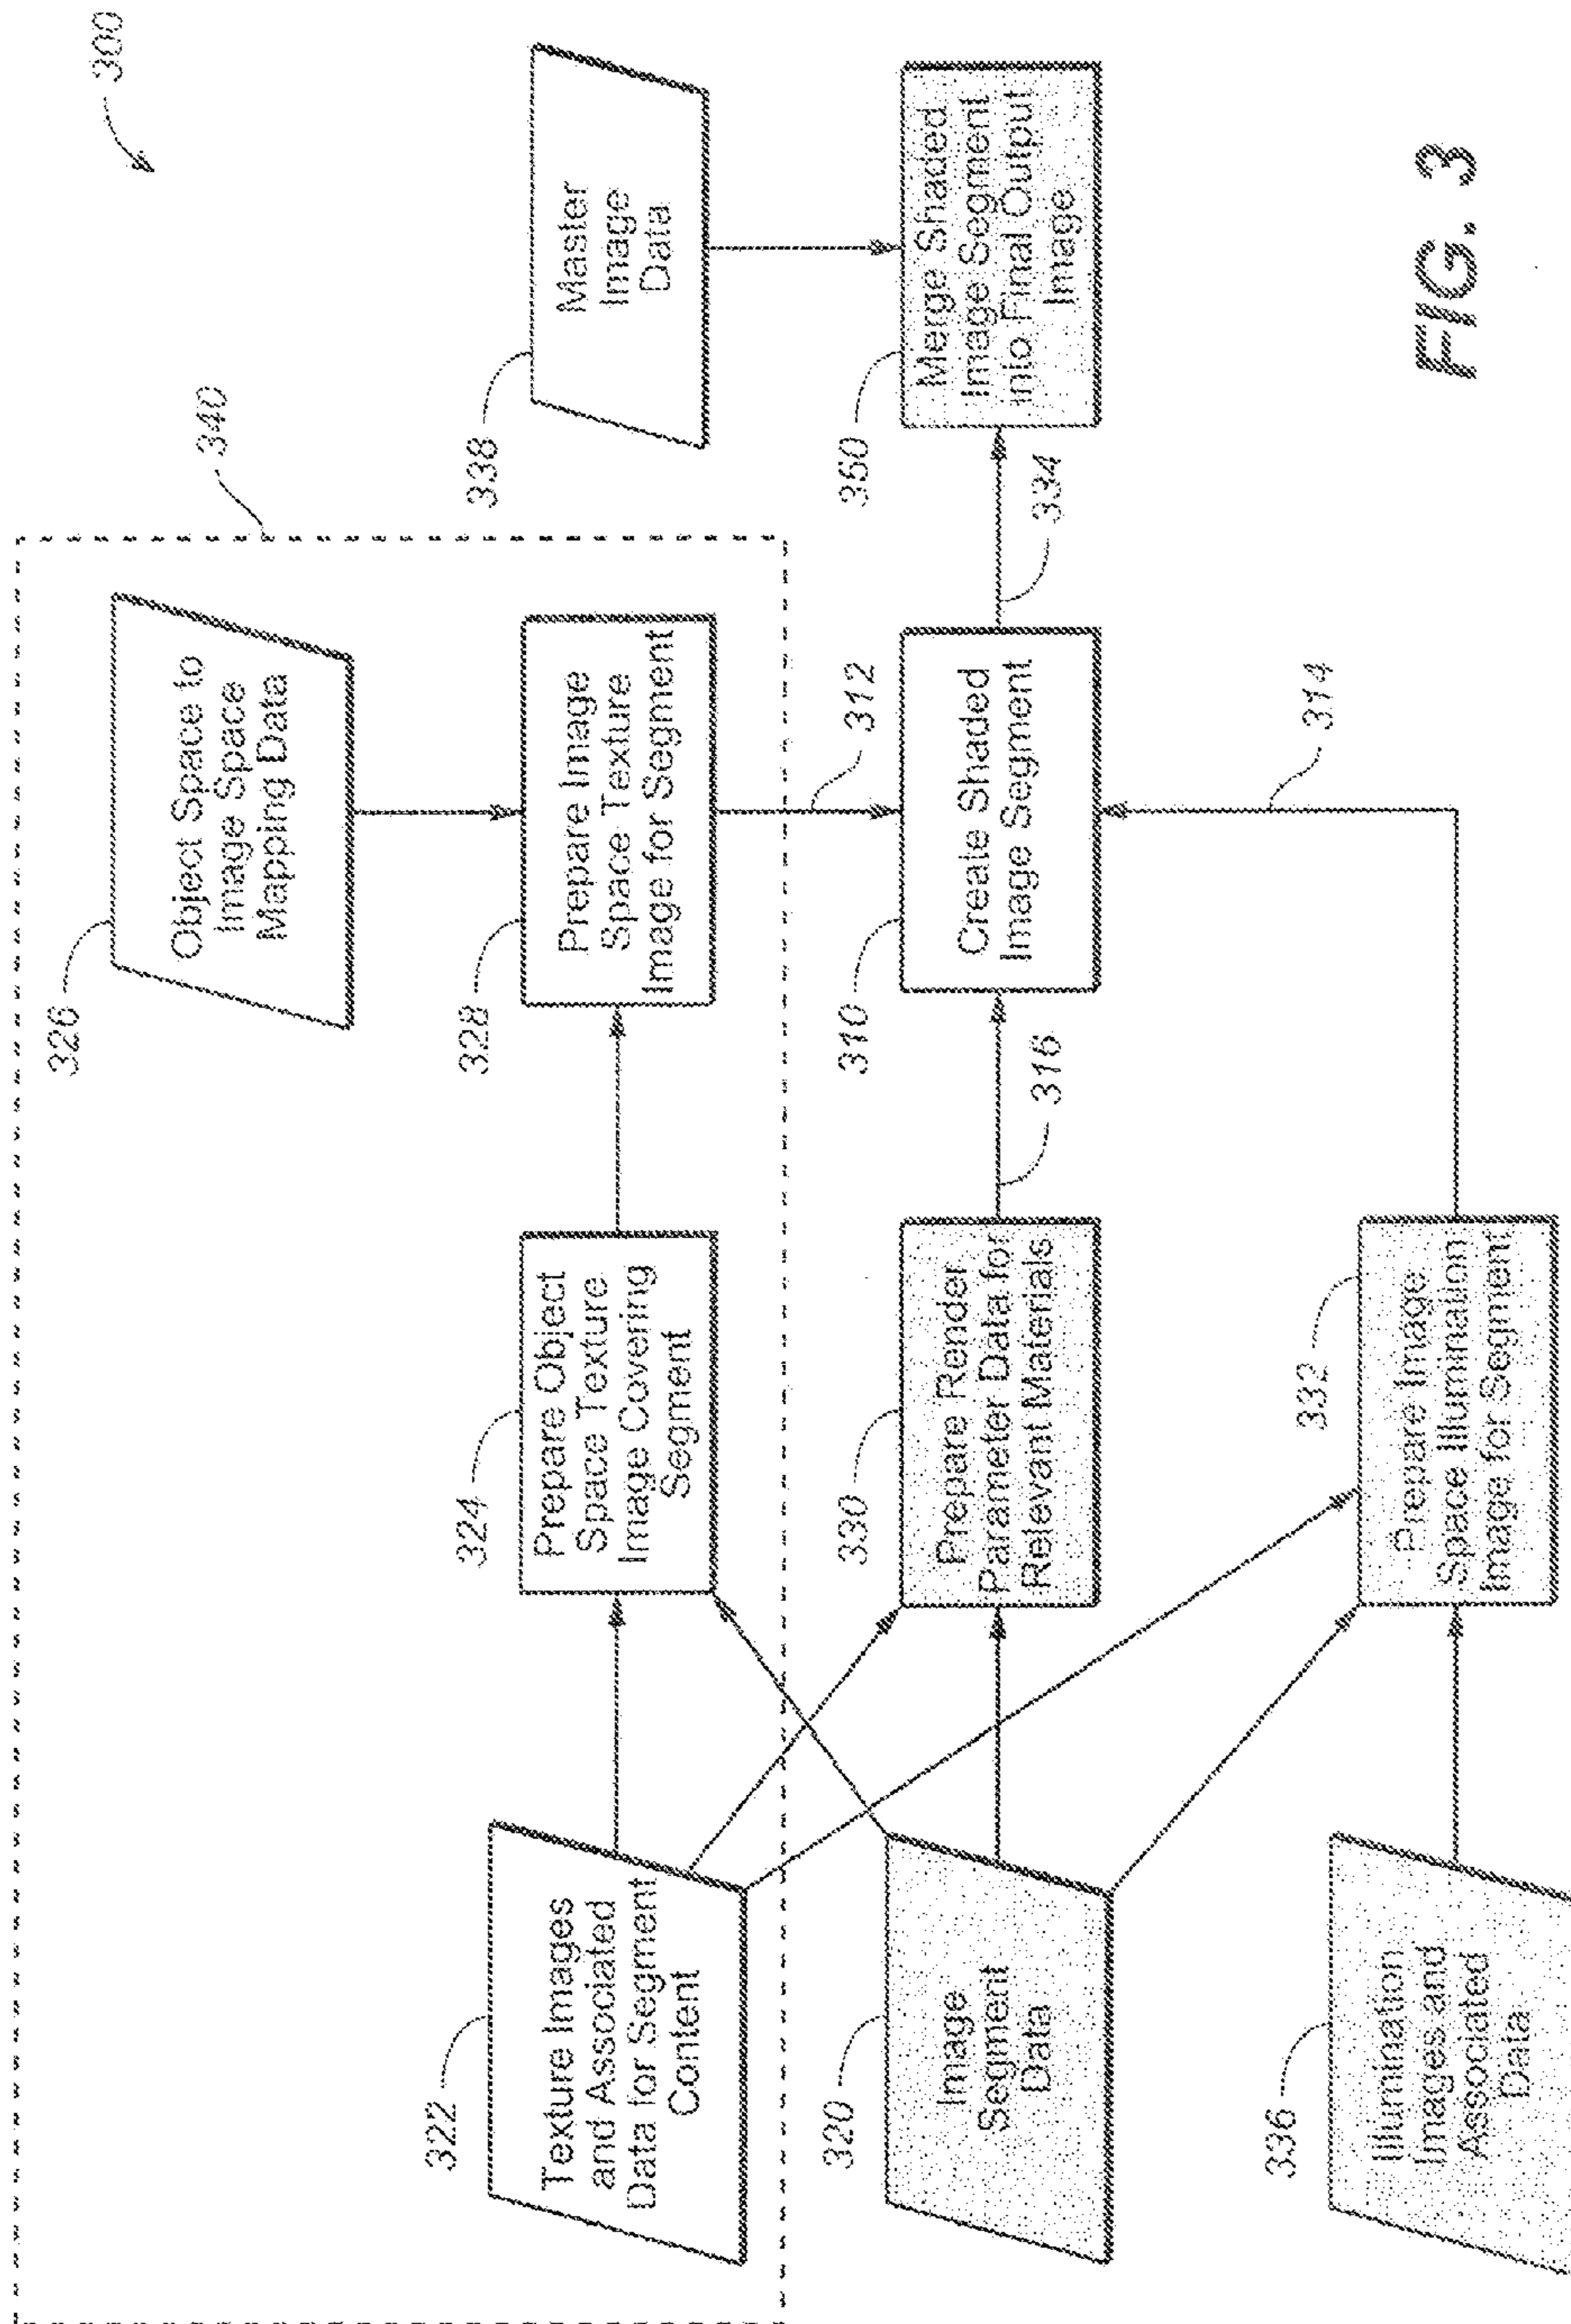 300
326
Object Space to
Image Space
Mapping Data
340
322
Texture Images
and Associated
Data for Segment
Content
324
Prepare Object
Space Texture
Image Covering
Segment
328
Prepare Image
Space Texture
Image for Segment
338
Master
Image
Data
312
320
Image
Segment
Data
330
Prepare Render
Parameter Data for
Relevant Materials
316
310
Create Shaded
Image Segment
334
350
Merge Shaded
Image Segment
into Final Output
Image
314
336
Illumination
Images and
Associated
Data
332
Prepare Image
Space Illumination
Image for Segment
FIG. 3